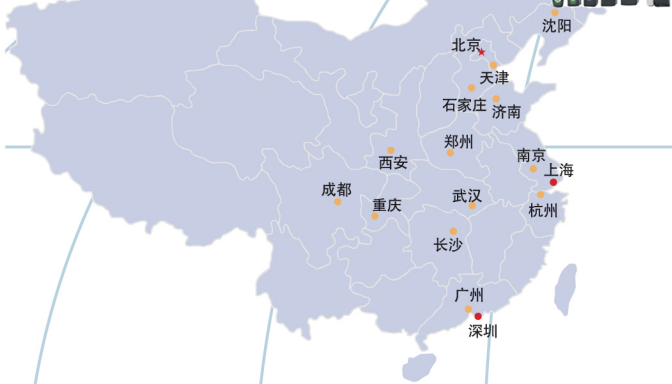 沈阳
北京
天津
石家庄
济南
郑州
南京
西安
上海
成都
武汉
重庆
杭州
长沙
广州
深圳